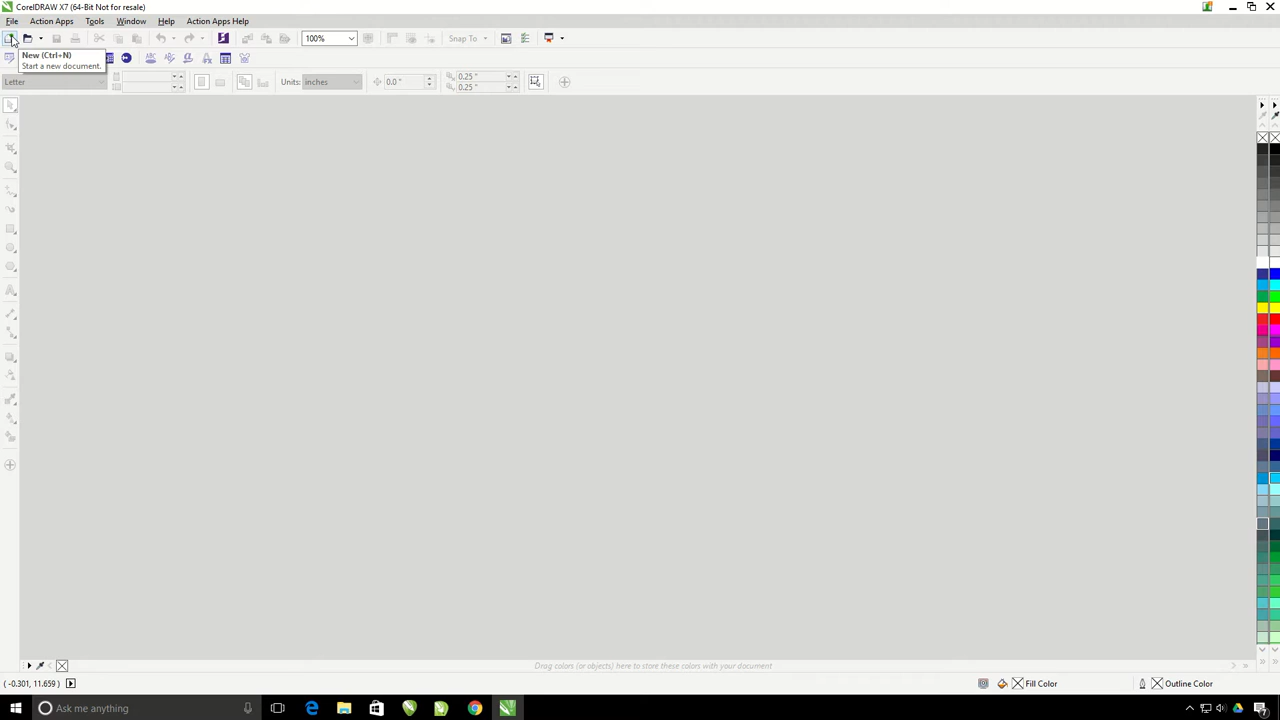 CorelDRAW X7 (64-Bit Not for resale)
File Action Apps Tools Window Help Action Apps Help
100% Snap To
New (Ctrl+N)
Start a new document.
Letter Units: inches 0.0 " 0.25 "
0.25 "
Drag colors (or objects) here to store these colors with your document
( -0.301, 11.659 ) Fill Color Outline Color
Ask me anything